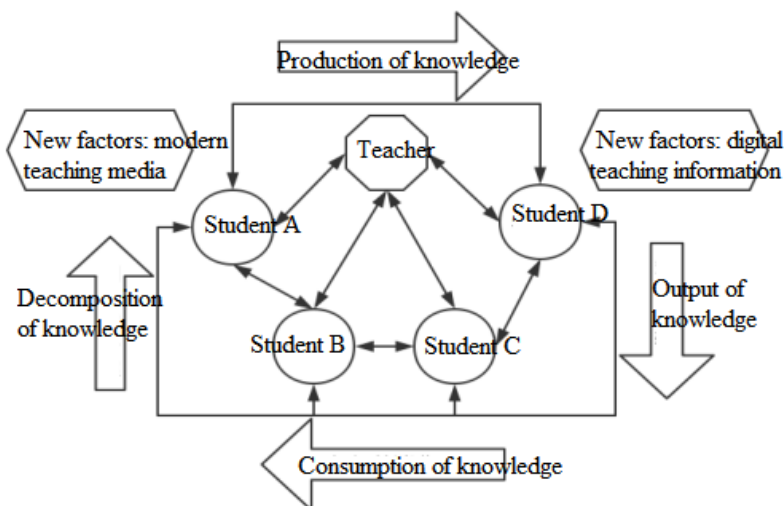 Production of knowledge
New factors: modern
teaching media
Teacher
New factors: digital
teaching information
Student A
Student D
Decomposition
of knowledge
Output of
knowledge
Student B
Student C
Consumption of knowledge